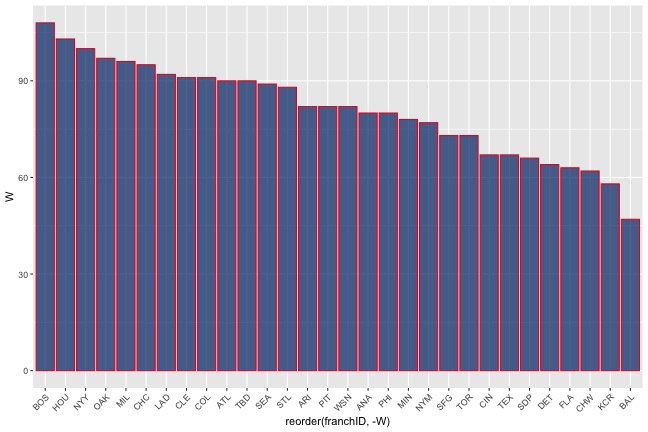 W
90
60
30
0
BOS HOU NYY OAK MIL CHC LAD CLE COL ATL TBD SEA STL ARI PIT WSN ANA PHI MIN NYM SFG TOR CIN TEX SDP DET FLA CHW KCR BAL
reorder(franchID, -W)